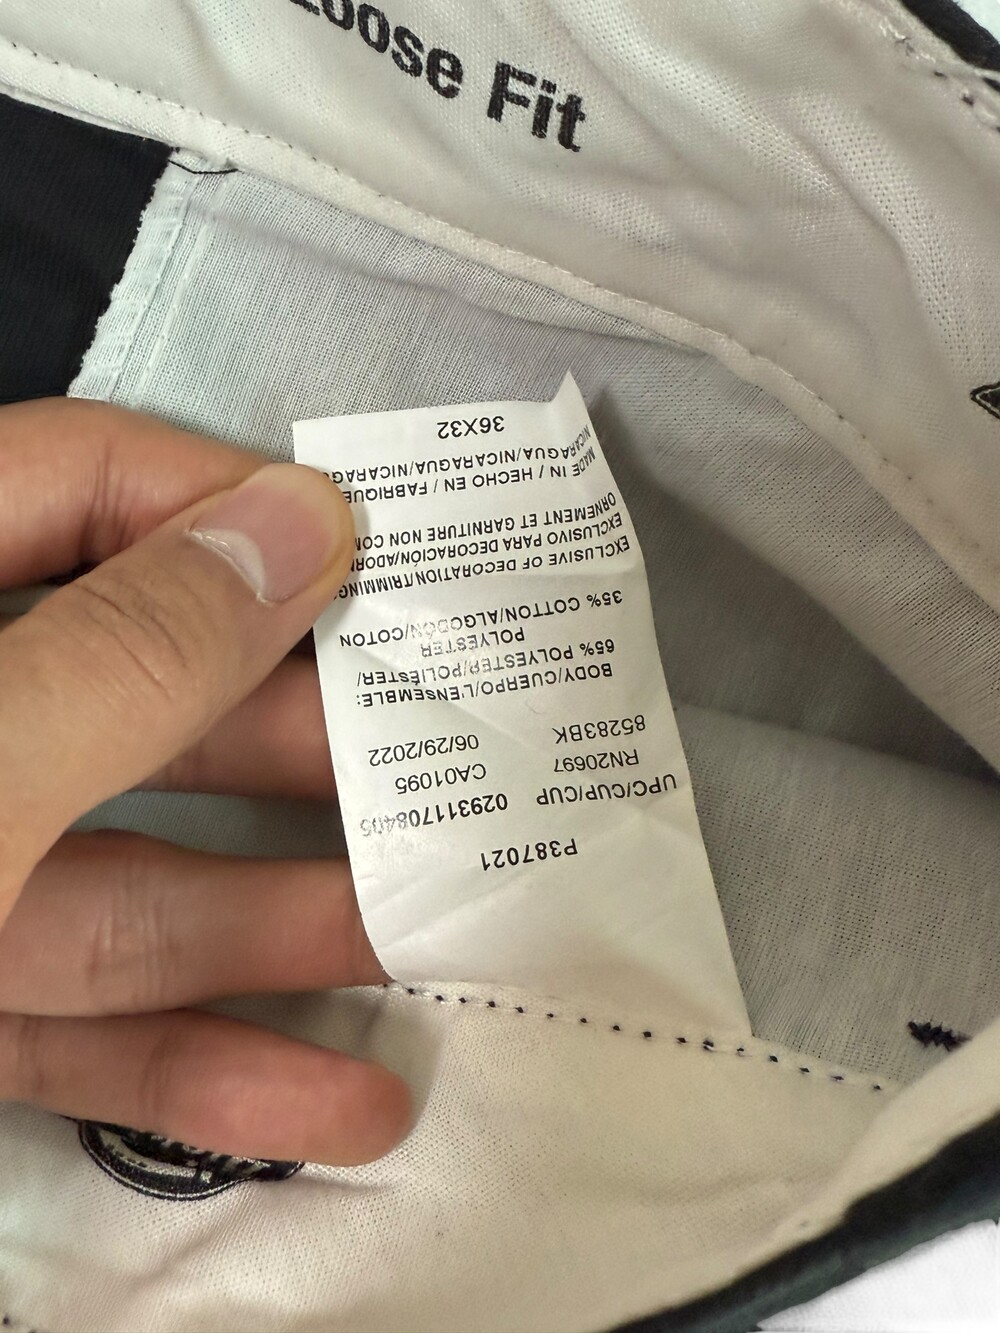 Loose Fit
P387021
UPC/CUP/CUP 029311708405
RN20697 CA01095
85283BK 06/29/2022
BODY/CUERPO/L'ENSEMBLE:
65% POLYESTER/POLIÉSTER/
POLYESTER
35% COTTON/ALGODÓN/COTON
EXCLUSIVE OF DECORATION/TRIMMING
EXCLUSIVO PARA DECORACIÓN/ADORN
ORNEMENT ET GARNITURE NON COM
MADE IN / HECHO EN / FABRIQUE
NICARAGUA/NICARAGUA/NICARAG
36X32